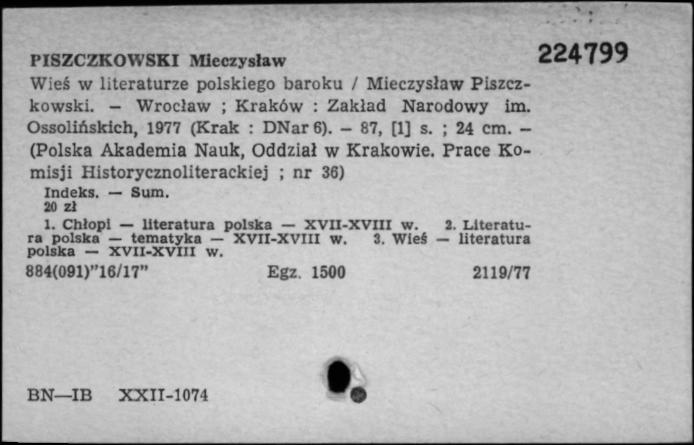 PISZCZKOWSKI Mieczysław
224799
Wieś w literaturze polskiego baroku / Mieczysław Piszcz-
kowski. — Wrocław ; Kraków : Zakład Narodowy im.
Ossolińskich, 1977 (Krak : DNar 6). — 87, [1] s. ; 24 cm. —
(Polska Akademia Nauk, Oddział w Krakowie. Prace Ko-
misji Historycznoliterackiej ; nr 36)
Indeks. — Sum.
20 zł
1. Chłopi — literatura polska — XVII-XVIII w. 2. Literatu-
ra polska — tematyka — XVII-XVIII w. 3. Wieś — literatura
polska — XVII-XVIII w.
884(091)”16/17” Egz. 1500 2119/77
BN—IB XXII-1074